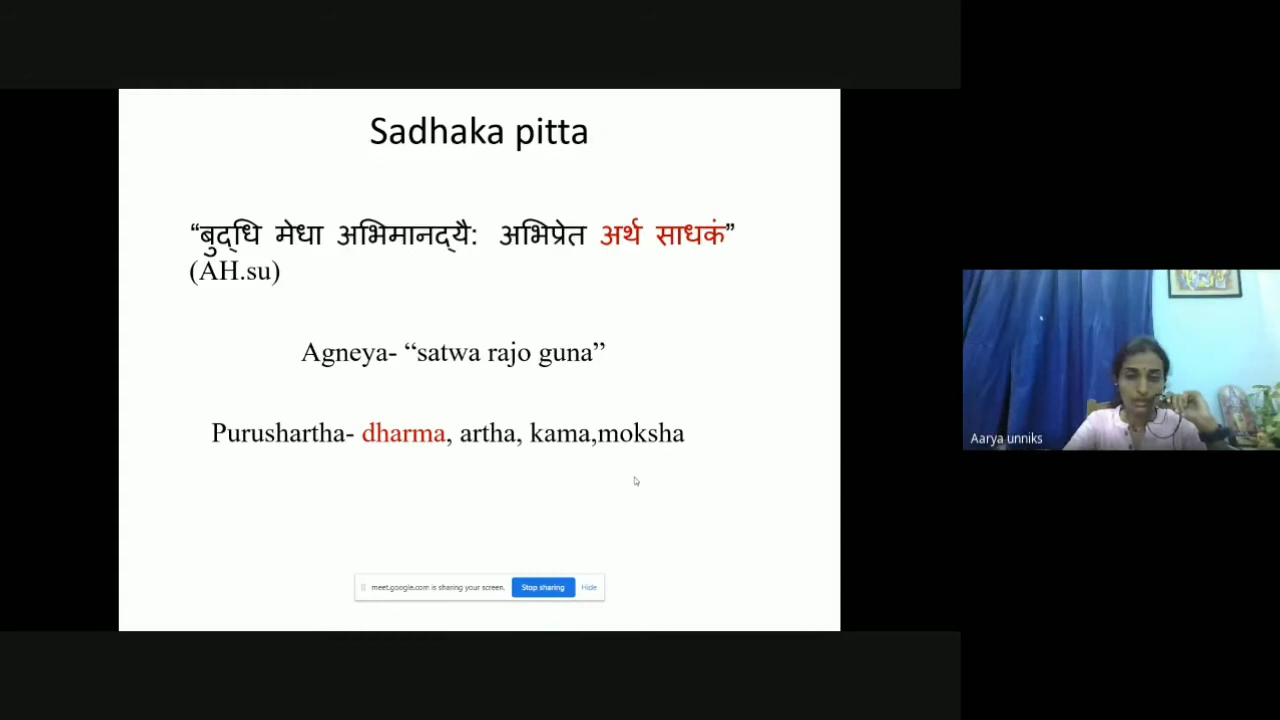 Sadhaka pitta
“बुद्धि मेधा अभिमानद्यै: अभिप्रेत अर्थ साधकं”
(AH.su)
Agneya- “satwa rajo guna”
Purushartha- dharma, artha, kama,moksha
meet.google.com is sharing your screen. Stop sharing Hide
Aarya unniks